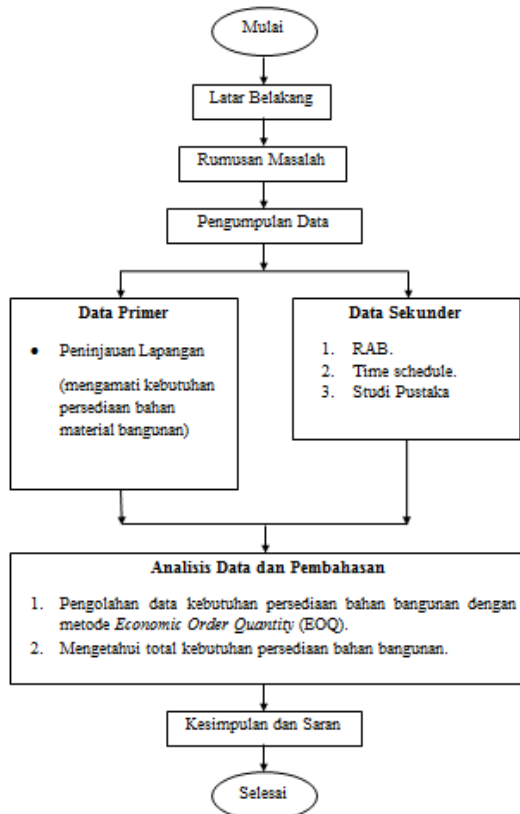 Mulai
Latar Belakang
Rumusan Masalah
Pengumpulan Data
Data Primer
• Peninjauan Lapangan
(mengamati kebutuhan
persediaan bahan
material bangunan)
Data Sekunder
1. RAB.
2. Time schedule.
3. Studi Pustaka
Analisis Data dan Pembahasan
1. Pengolahan data kebutuhan persediaan bahan bangunan dengan
metode Economic Order Quantity (EOQ).
2. Mengetahui total kebutuhan persediaan bahan bangunan.
Kesimpulan dan Saran
Selesai